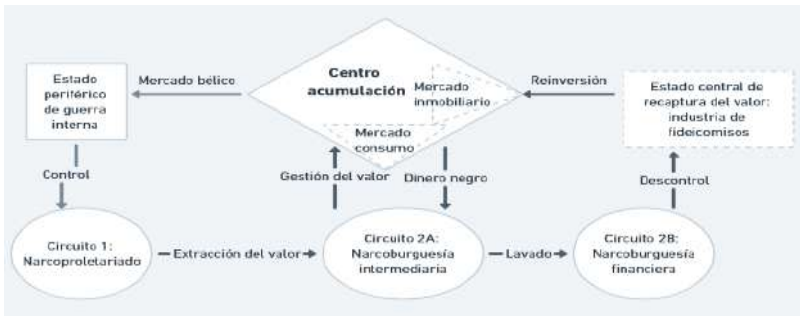 Estado
periférico
de guerra
interna
Mercado bélico
Centro
acumulación
Mercado
inmobiliario
Mercado
consumo
Reinversión
Estado central de
recaptura del valor:
industria de
fideicomisos
Control
Gestión del valor
Dinero negro
Descontrol
Circuito 1:
Narcoproletariado
Extracción del valor
Circuito 2A:
Narcoburguesía
intermediaria
Lavado
Circuito 2B:
Narcoburguesía
financiera